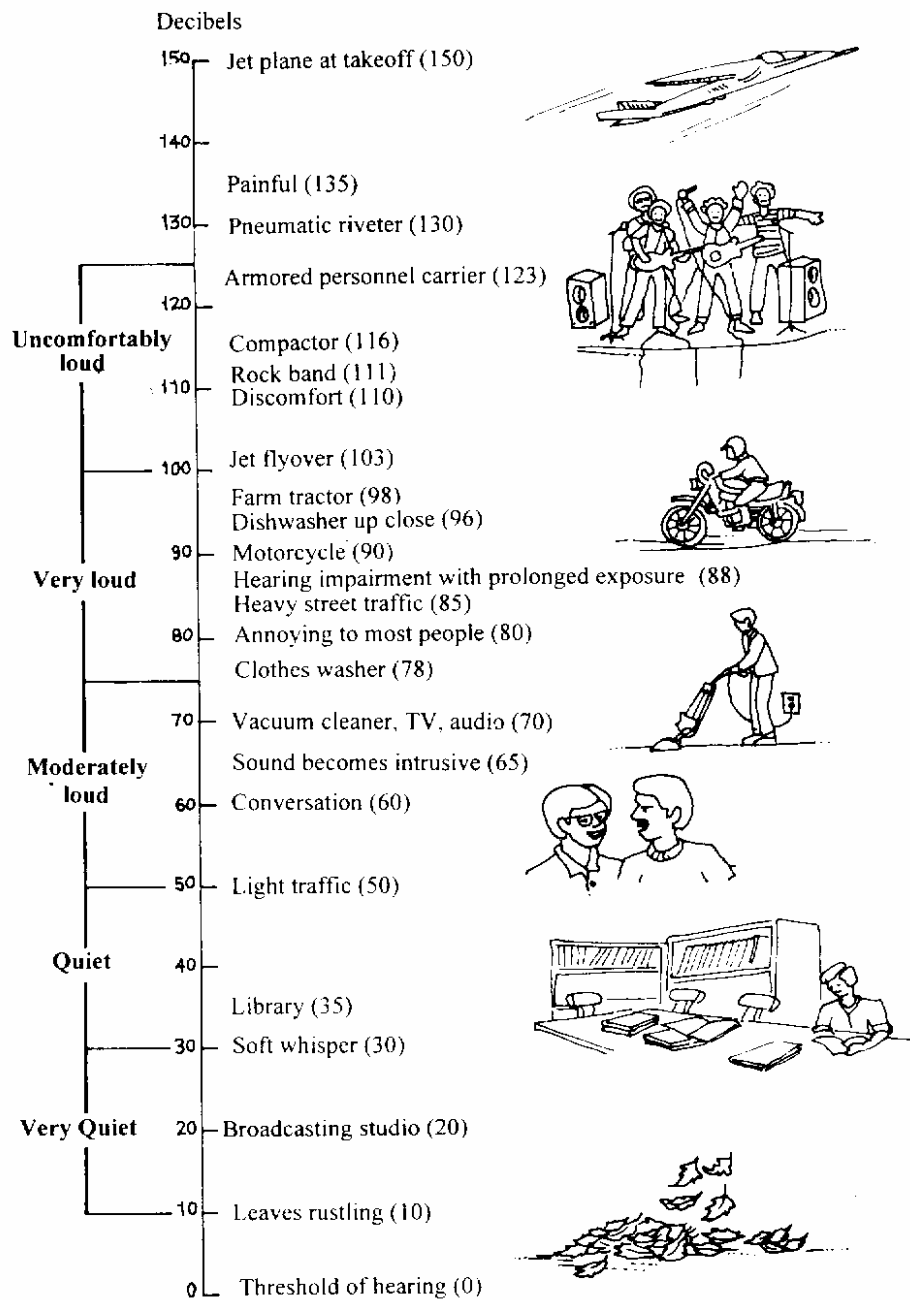 Decibels
150 Jet plane at takeoff (150)
140
Painful (135)
130 Pneumatic riveter (130)
Armored personnel carrier (123)
120
Uncomfortably
loud
Compactor (116)
Rock band (111)
110
Discomfort (110)
Jet flyover (103)
100
Farm tractor (98)
Dishwasher up close (96)
90 Motorcycle (90)
Very loud
Hearing impairment with prolonged exposure (88)
Heavy street traffic (85)
80 Annoying to most people (80)
Clothes washer (78)
70 Vacuum cleaner, TV, audio (70)
Moderately
loud
Sound becomes intrusive (65)
60 Conversation (60)
50 Light traffic (50)
Quiet
40
Library (35)
30 Soft whisper (30)
Very Quiet
20 Broadcasting studio (20)
10 Leaves rustling (10)
0 Threshold of hearing (0)